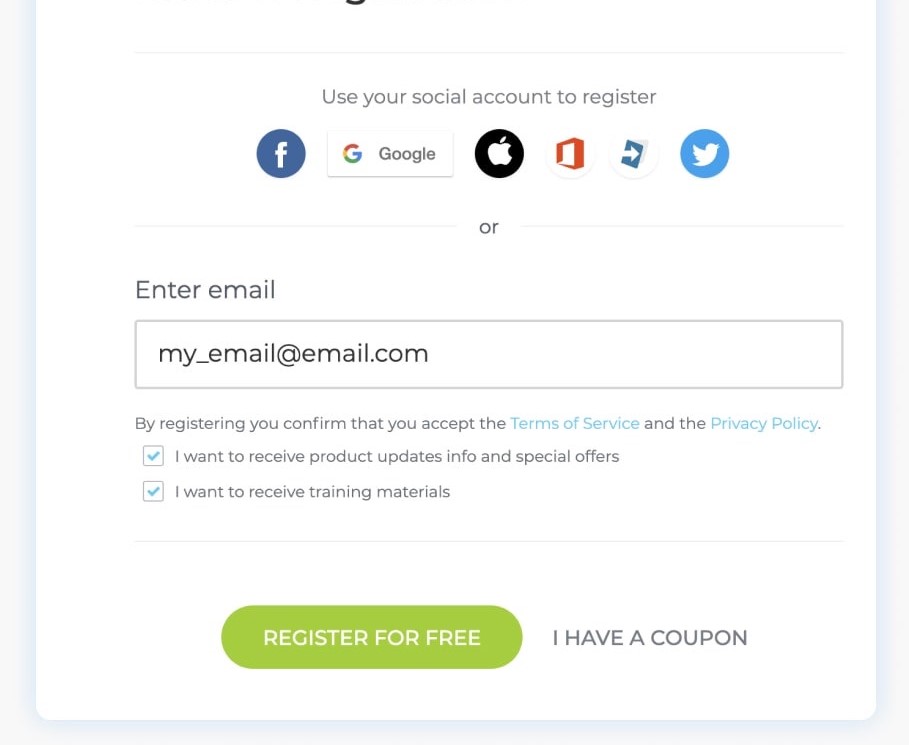 Use your social account to register
Google
or
Enter email
my_email@email.com
By registering you confirm that you accept the Terms of Service and the Privacy Policy.
I want to receive product updates info and special offers
I want to receive training materials
REGISTER FOR FREE
I HAVE A COUPON